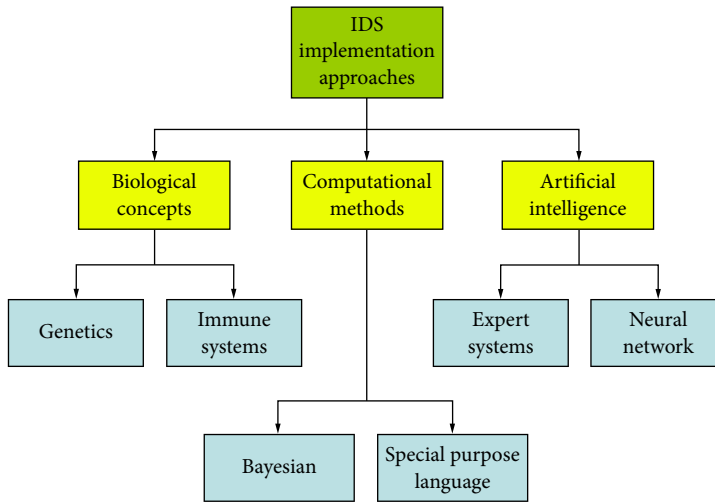 IDS
implementation
approaches
Biological
concepts
Computational
methods
Artificial
intelligence
Genetics
Immune
systems
Expert
systems
Neural
network
Bayesian
Special purpose
language